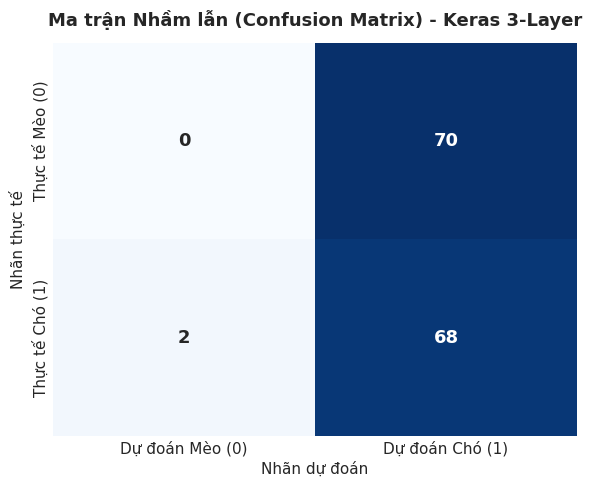 Ma trận Nhầm lẫn (Confusion Matrix) - Keras 3-Layer
Nhãn thực tế
Thực tế Mèo (0)
0
70
Thực tế Chó (1)
2
68
Dự đoán Mèo (0)
Dự đoán Chó (1)
Nhãn dự đoán